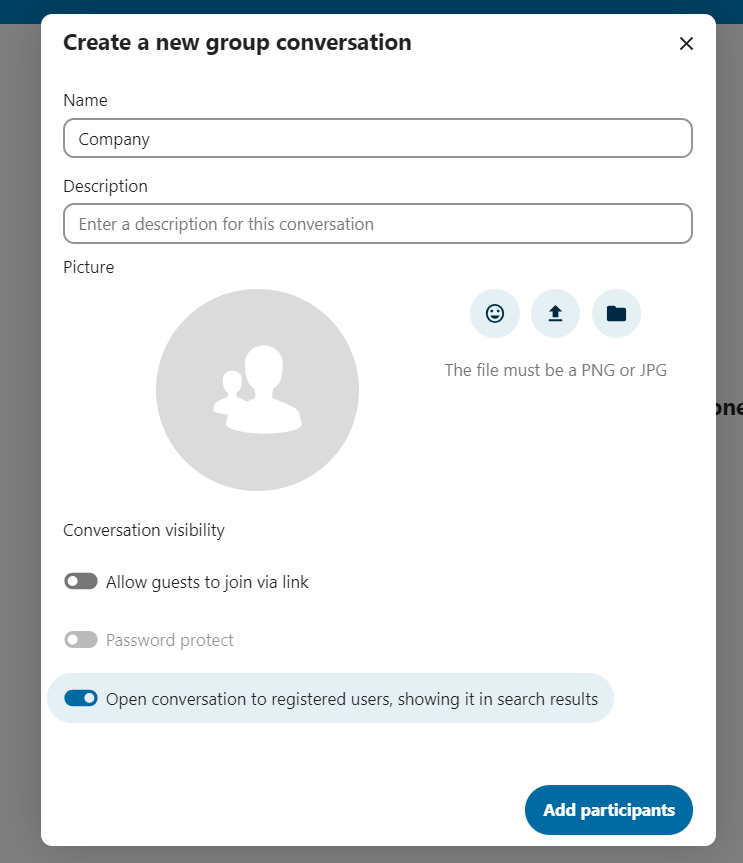 Create a new group conversation
Name
Company
Description
Enter a description for this conversation
Picture
The file must be a PNG or JPG
Conversation visibility
Allow guests to join via link
Password protect
Open conversation to registered users, showing it in search results
Add participants